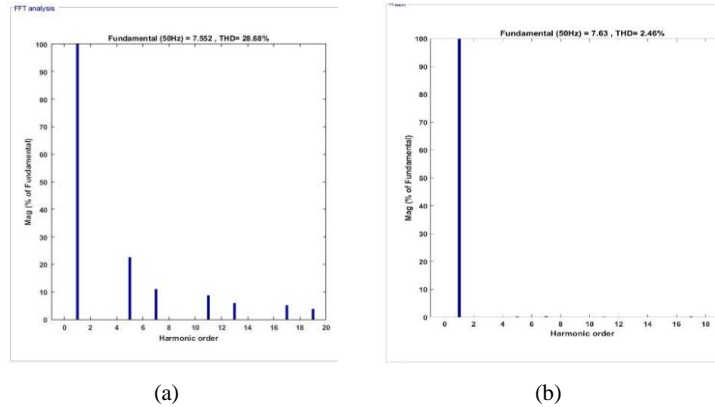 FFT analysis
Fundamental (50Hz) = 7.552 , THD= 28.68%
100
90
80
70
60
50
40
30
20
10
0
Mag (% of Fundamental)
0 2 4 6 8 10 12 14 16 18 20
Harmonic order
(a)
Fundamental (50Hz) = 7.63 , THD= 2.46%
100
90
80
70
60
50
40
30
20
10
0
Mag (% of Fundamental)
0 2 4 6 8 10 12 14 16 18
Harmonic order
(b)